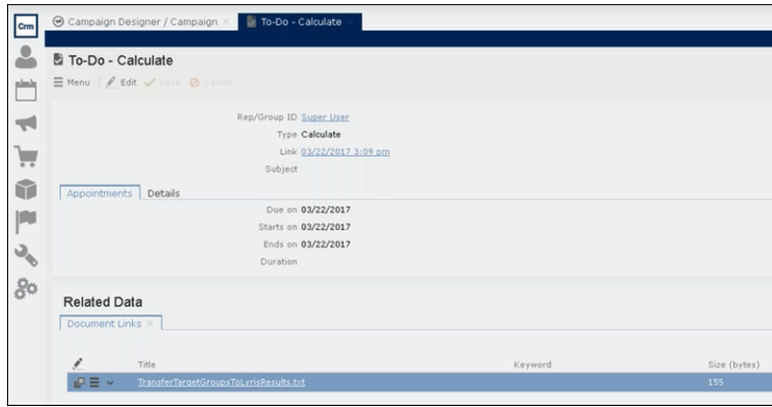 Crm
Campaign Designer / Campaign × To-Do - Calculate ×
To-Do - Calculate
Menu Edit Save Cancel
Rep/Group ID Super User
Type Calculate
Link 03/22/2017 3:09 pm
Subject
Appointments Details
Due on 03/22/2017
Starts on 03/22/2017
Ends on 03/22/2017
Duration
Related Data
Document Links ×
Title Keyword Size (bytes)
TransferTargetGroupsToLyrisResults.txt 155